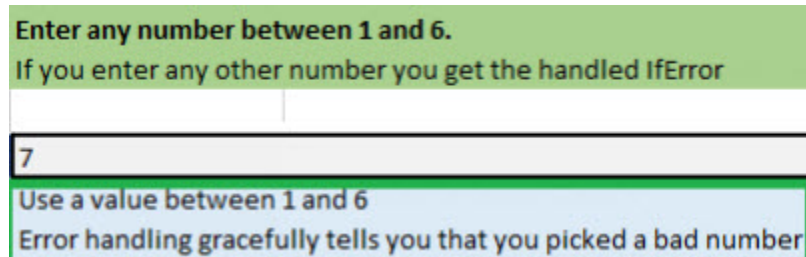 Enter any number between 1 and 6.
If you enter any other number you get the handled IfError
7
Use a value between 1 and 6
Error handling gracefully tells you that you picked a bad number